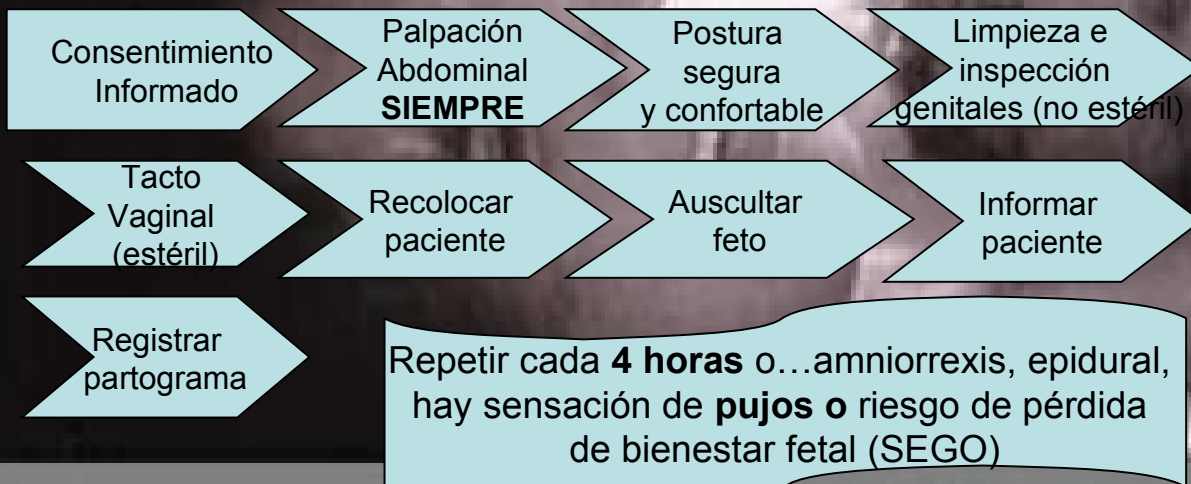 Consentimiento
Informado
Palpación
Abdominal
SIEMPRE
Postura
segura
y confortable
Limpieza e
inspección
genitales (no estéril)
Tacto
Vaginal
(estéril)
Recolocar
paciente
Auscultar
feto
Informar
paciente
Registrar
partograma
Repetir cada 4 horas o…amniorrexis, epidural,
hay sensación de pujos o riesgo de pérdida
de bienestar fetal (SEGO)